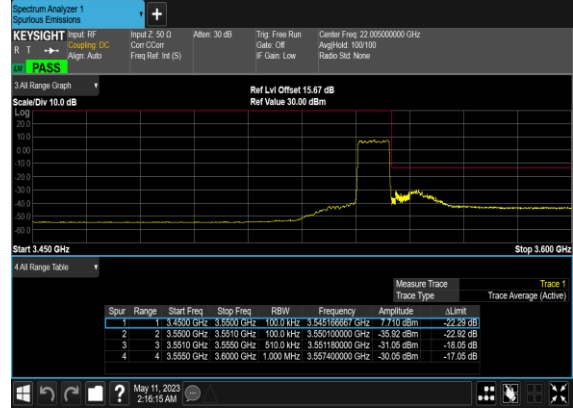 Spectrum Analyzer 1
Spurious Emissions
+
KEYSIGHT Input: RF Input Z: 50 Ω Atten: 30 dB Trig: Free Run Center Freq: 22.005000000 GHz
R T Coupling: DC Corr CCorr Gate: Off Avg|Hold: 100/100
Align: Auto Freq Ref: Int (S) IF Gain: Low Radio Std: None
PASS
3 All Range Graph
Ref Lvl Offset 15.67 dB
Scale/Div 10.0 dB Ref Value 30.00 dBm
Log
20.0
10.0
0.00
-10.0
-20.0
-30.0
-40.0
-50.0
-60.0
Start 3.450 GHz Stop 3.600 GHz
4 All Range Table
Measure Trace Trace 1
Trace Type Trace Average (Active)
Spur Range Start Freq Stop Freq RBW Frequency Amplitude ΔLimit
1 1 3.4500 GHz 3.5500 GHz 100.0 kHz 3.545166667 GHz 7.710 dBm -22.29 dB
2 2 3.5500 GHz 3.5510 GHz 100.0 kHz 3.550100000 GHz -35.92 dBm -22.92 dB
3 3 3.5510 GHz 3.5550 GHz 510.0 kHz 3.551180000 GHz -31.05 dBm -18.05 dB
4 4 3.5550 GHz 3.6000 GHz 1.000 MHz 3.557400000 GHz -30.05 dBm -17.05 dB
?
May 11, 2023
2:16:15 AM